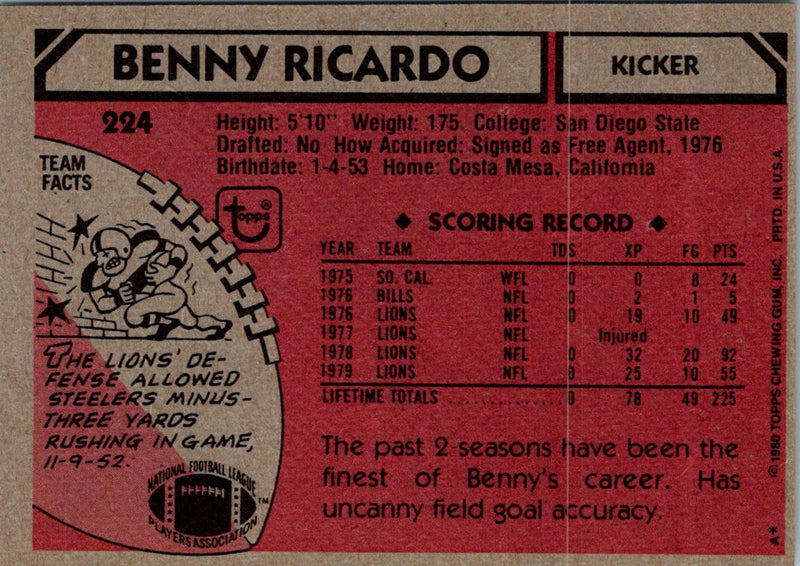 BENNY RICARDO
KICKER
224
Height: 5'10" Weight: 175 College: San Diego State
Drafted: No How Acquired: Signed as Free Agent, 1976
Birthdate: 1-4-53 Home: Costa Mesa, California
TEAM
FACTS
topps®
THE LIONS' DE-
FENSE ALLOWED
STEELERS MINUS-
THREE YARDS
RUSHING IN GAME,
11-9-52.
NATIONAL FOOTBALL LEAGUE
PLAYERS ASSOCIATION
TM
◆ SCORING RECORD ◆
YEAR TEAM TDS XP FG PTS
1975 SO. CAL. WFL 0 0 8 24
1976 BILLS NFL 0 2 1 5
1976 LIONS NFL 0 19 10 49
1977 LIONS NFL Injured
1978 LIONS NFL 0 32 20 92
1979 LIONS NFL 0 25 10 55
LIFETIME TOTALS .............. 0 78 49 225
The past 2 seasons have been the
finest of Benny's career. Has
uncanny field goal accuracy.
A* ©1980 TOPPS CHEWING GUM, INC. PRTD. IN U.S.A.